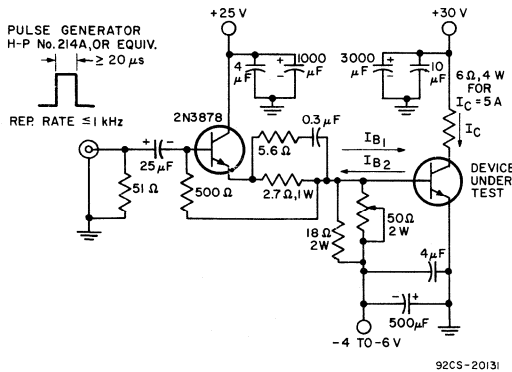 PULSE GENERATOR
H-P No.214A,OR EQUIV.
≥ 20 μs
REP. RATE ≤ 1 kHz
+25 V
4 μF
+
−
1000 μF
+30 V
3000 μF
+
−
10 μF
6 Ω, 4 W
FOR
IC = 5 A
IC
2N3878
0.3 μF
5.6 Ω
2.7 Ω, 1 W
+ −
25 μF
51 Ω
500 Ω
IB1
IB2
DEVICE
UNDER
TEST
18 Ω
2 W
50 Ω
2 W
4 μF
− +
500 μF
−4 TO −6 V
92CS-20131